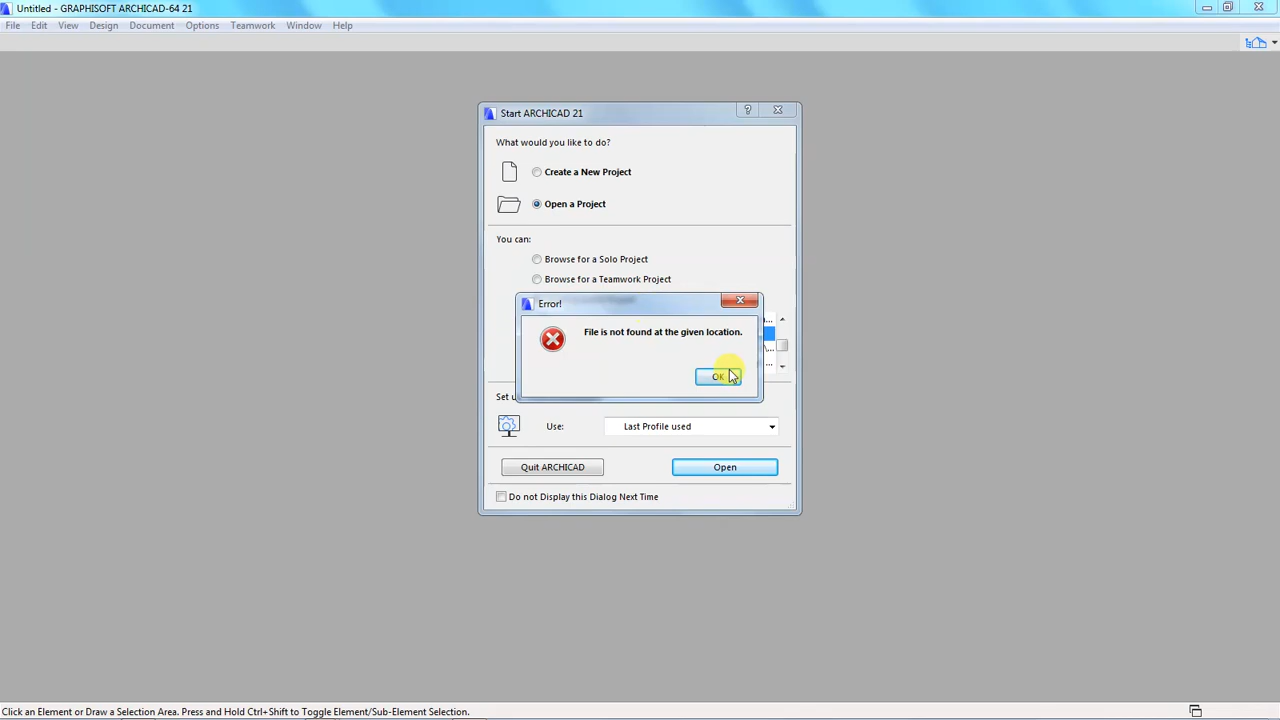 Untitled - GRAPHISOFT ARCHICAD-64 21
File Edit View Design Document Options Teamwork Window Help
Start ARCHICAD 21
?
What would you like to do?
Create a New Project
Open a Project
You can:
Browse for a Solo Project
Browse for a Teamwork Project
Error!
File is not found at the given location.
OK
Set u
Use: Last Profile used
Quit ARCHICAD Open
Do not Display this Dialog Next Time
Click an Element or Draw a Selection Area. Press and Hold Ctrl+Shift to Toggle Element/Sub-Element Selection.